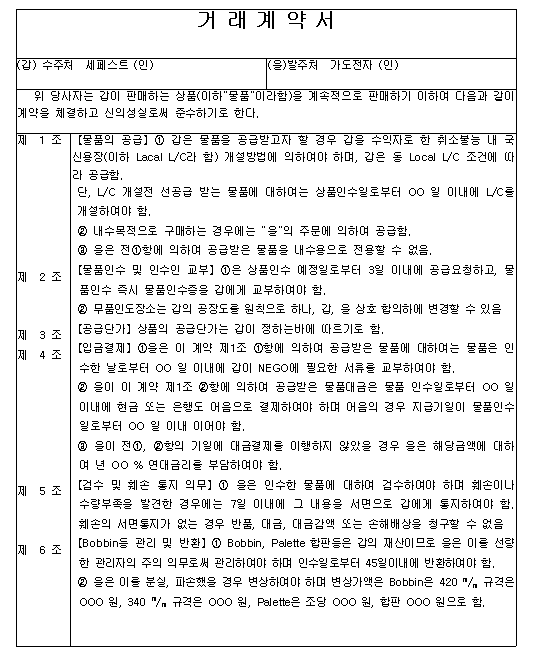 거 래 계 약 서
(갑) 수주처 세페스트 (인) (을)발주처 가도전자 (인)
위 당사자는 갑이 판매하는 상품(이하"물품"이라함)을 계속적으로 판매하기 이하여 다음과 같이
계약을 체결하고 신의성실로써 준수하기로 한다.
제 1 조 【물품의 공급】 ① 갑은 물품을 공급받고자 할 경우 갑을 수익자로 한 취소불능 내 국
신용장(이하 Lacal L/C라 함) 개설방법에 의하여야 하며, 갑은 동 Local L/C 조건에 따
라 공급함.
단, L/C 개설전 선공급 받는 물품에 대하여는 상품인수일로부터 OO 일 이내에 L/C를
개설하여야 함.
② 내수목적으로 구매하는 경우에는 "을"의 주문에 의하여 공급함.
③ 을은 전①항에 의하여 공급받은 물품을 내수용으로 전용할 수 없음.
제 2 조 【물품인수 및 인수인 교부】 ①은 상품인수 예정일로부터 3일 이내에 공급요청하고, 물
품인수 즉시 물품인수증을 갑에게 교부하여야 함.
② 무품인도장소는 갑의 공장도를 원칙으로 하나, 갑, 을 상호 합의하에 변경할 수 있음
제 3 조 【공급단가】 상품의 공급단가는 갑이 정하는바에 따르기로 함.
제 4 조 【입금결제】 ①을은 이 계약 제1조 ①항에 의하여 공급받은 물품에 대하여는 물품은 인
수한 날로부터 OO 일 이내에 갑이 NEGO에 필요한 서류를 교부하여야 함.
② 을이 이 계약 제1조 ②항에 의하여 공급받은 물품대금은 물품 인수일로부터 OO 일
이내에 현금 또는 은행도 어음으로 결제하여야 하며 어음의 경우 지급기일이 물품인수
일로부터 OO 일 이내 이어야 함.
③ 을이 전①, ②항의 기일에 대금결제를 이행하지 않았을 경우 을은 해당금액에 대하
여 년 OO % 연대금리를 부담하여야 함.
제 5 조 【검수 및 훼손 통지 의무】 ① 을은 인수한 물품에 대하여 검수하여야 하며 훼손이나
수량부족을 발견한 경우에는 7일 이내에 그 내용을 서면으로 갑에게 통지하여야 함.
훼손의 서면통지가 없는 경우 반품, 대금, 대금감액 또는 손해배상을 청구할 수 없음
제 6 조 【Bobbin등 관리 및 반환】 ① Bobbin, Palette 합판등은 갑의 재산이므로 을은 이를 선량
한 관리자의 주의 의무로써 관리하여야 하며 인수일로부터 45일이내에 반환하여야 함.
② 을은 이를 분실, 파손했을 경우 변상하여야 하며 변상가액은 Bobbin은 420 ㎜ 규격은
OOO 원, 340 ㎜ 규격은 OOO 원, Palette은 조당 OOO 원, 합판 OOO 원으로 함.